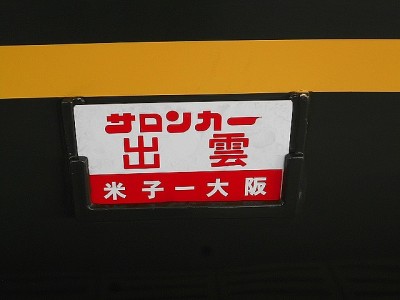 サロンカー
出雲
米子ー大阪